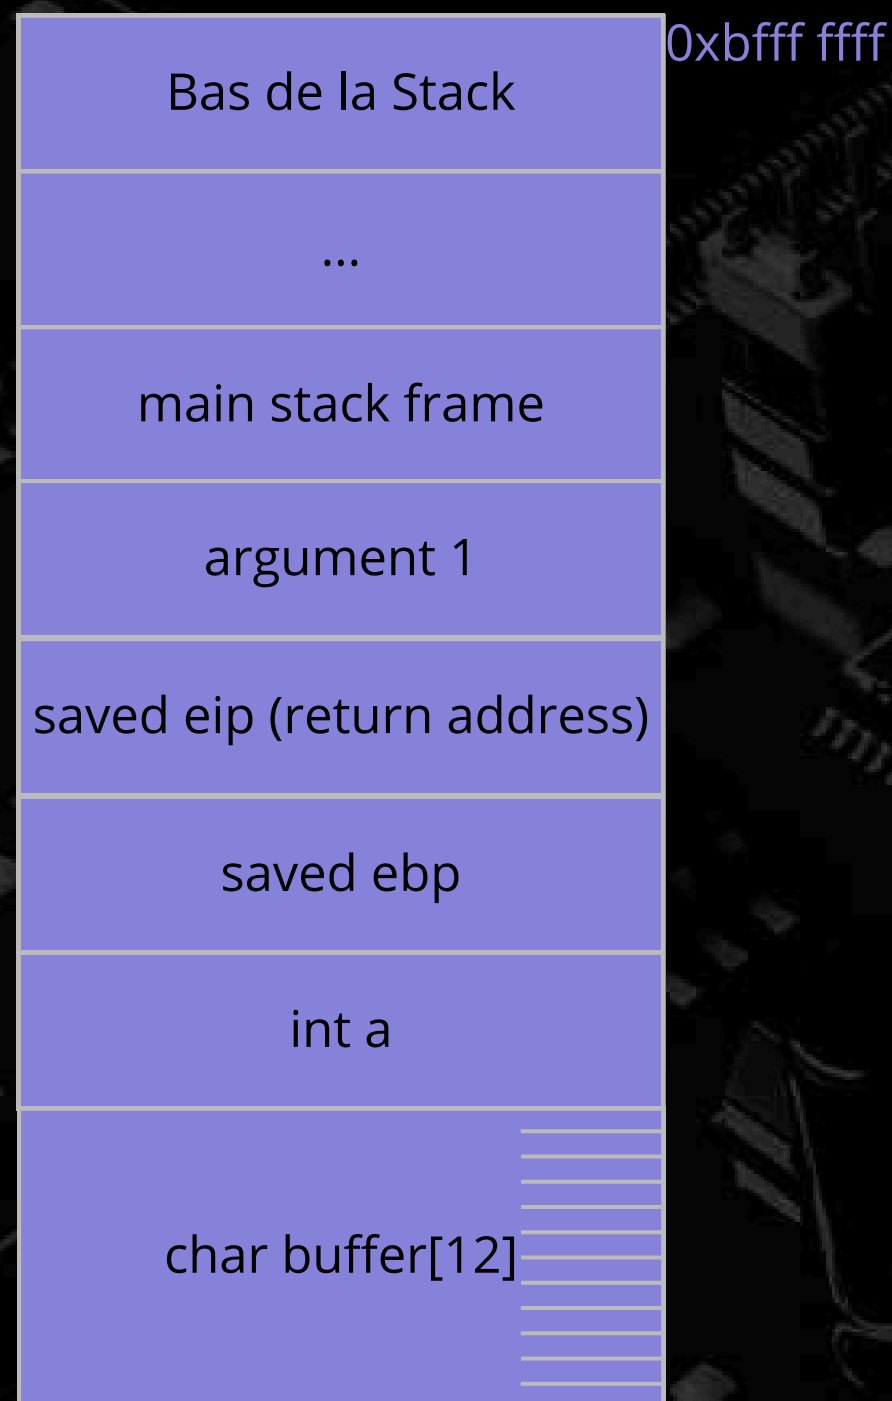 0xbfff ffff
Bas de la Stack
...
main stack frame
argument 1
saved eip (return address)
saved ebp
int a
char buffer[12]